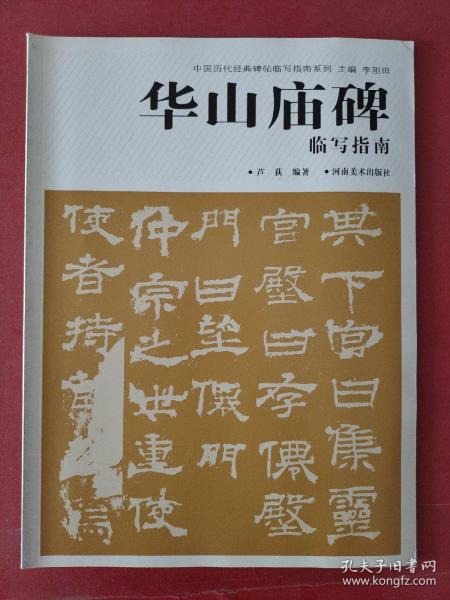 中国历代经典碑帖临写指南系列 主编 李刚田
华山庙碑
临写指南
•芦荻 编著 •河南美术出版社
其下宫曰集靈
宫殿曰存僊殿
門曰望僊門
仲宗之世重使
使者持 焉
孔夫子旧书网
www.kongfz.com